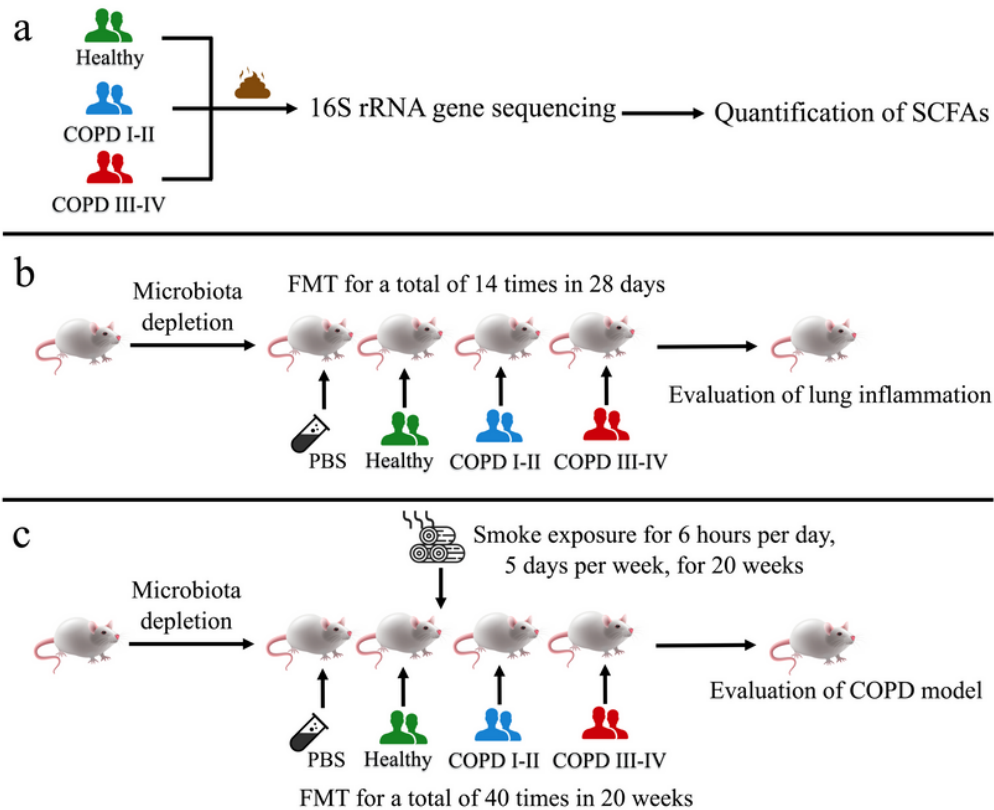 a
Healthy
COPD I-II
COPD III-IV
16S rRNA gene sequencing
Quantification of SCFAs
b
Microbiota
depletion
FMT for a total of 14 times in 28 days
PBS
Healthy
COPD I-II
COPD III-IV
Evaluation of lung inflammation
c
Smoke exposure for 6 hours per day,
5 days per week, for 20 weeks
Microbiota
depletion
PBS
Healthy
COPD I-II
COPD III-IV
Evaluation of COPD model
FMT for a total of 40 times in 20 weeks